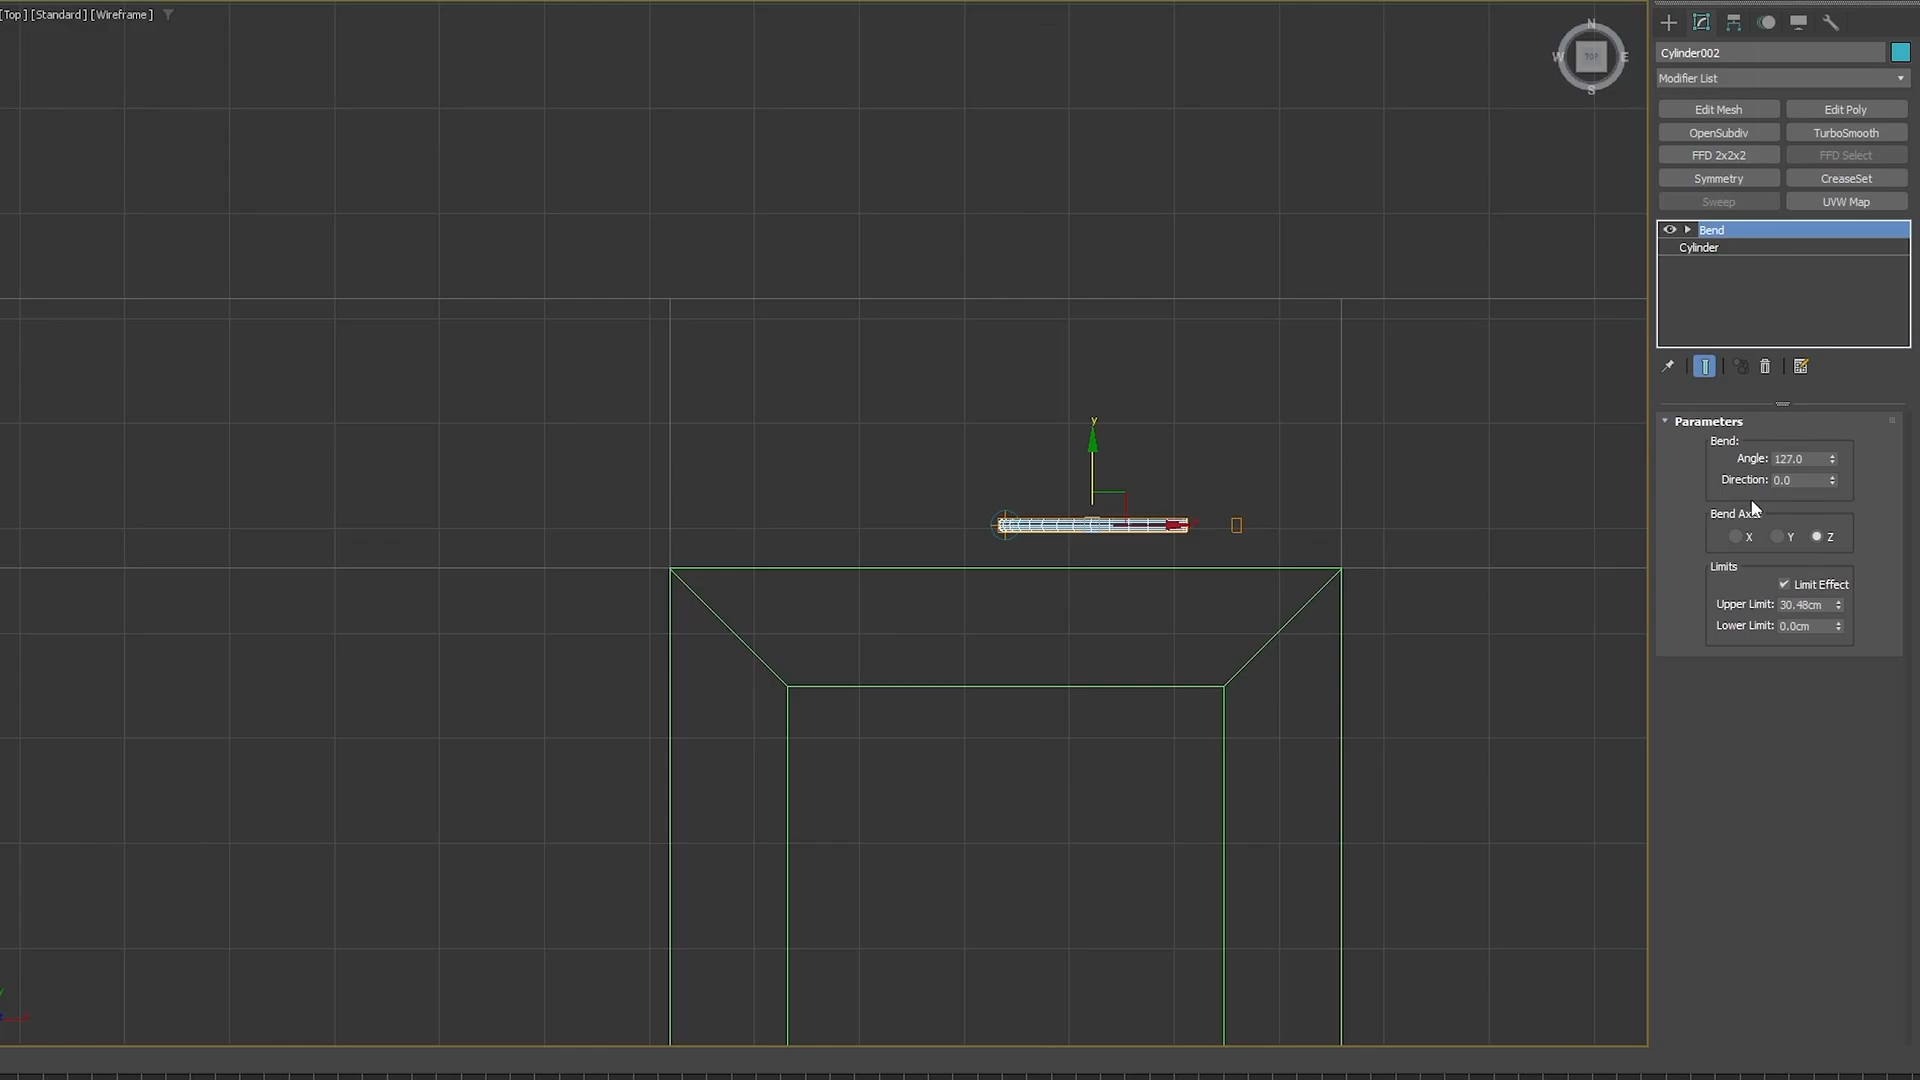 [Top ] [Standard ] [Wireframe ]
N
W TOP E
S
y
Cylinder002
Modifier List
Edit Mesh Edit Poly
OpenSubdiv TurboSmooth
FFD 2x2x2 FFD Select
Symmetry CreaseSet
Sweep UVW Map
Bend
Cylinder
Parameters
Bend:
Angle: 127.0
Direction: 0.0
Bend Ax
X Y Z
Limits
Limit Effect
Upper Limit: 30.48cm
Lower Limit: 0.0cm